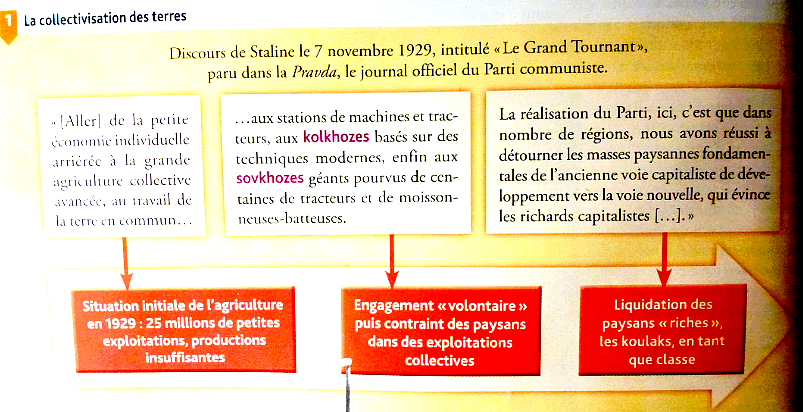 1 La collectivisation des terres
Discours de Staline le 7 novembre 1929, intitulé « Le Grand Tournant »,
paru dans la Pravda, le journal officiel du Parti communiste.
« [Aller] de la petite
économie individuelle
arriérée à la grande
agriculture collective
avancée, au travail de
la terre en commun…
…aux stations de machines et trac-
teurs, aux kolkhozes basés sur des
techniques modernes, enfin aux
sovkhozes géants pourvus de cen-
taines de tracteurs et de moisson-
neuses-batteuses.
La réalisation du Parti, ici, c'est que dans
nombre de régions, nous avons réussi à
détourner les masses paysannes fondamen-
tales de l'ancienne voie capitaliste de déve-
loppement vers la voie nouvelle, qui évince
les richards capitalistes […]. »
Situation initiale de l'agriculture
en 1929 : 25 millions de petites
exploitations, productions
insuffisantes
Engagement « volontaire »
puis contraint des paysans
dans des exploitations
collectives
Liquidation des
paysans « riches »,
les koulaks, en tant
que classe